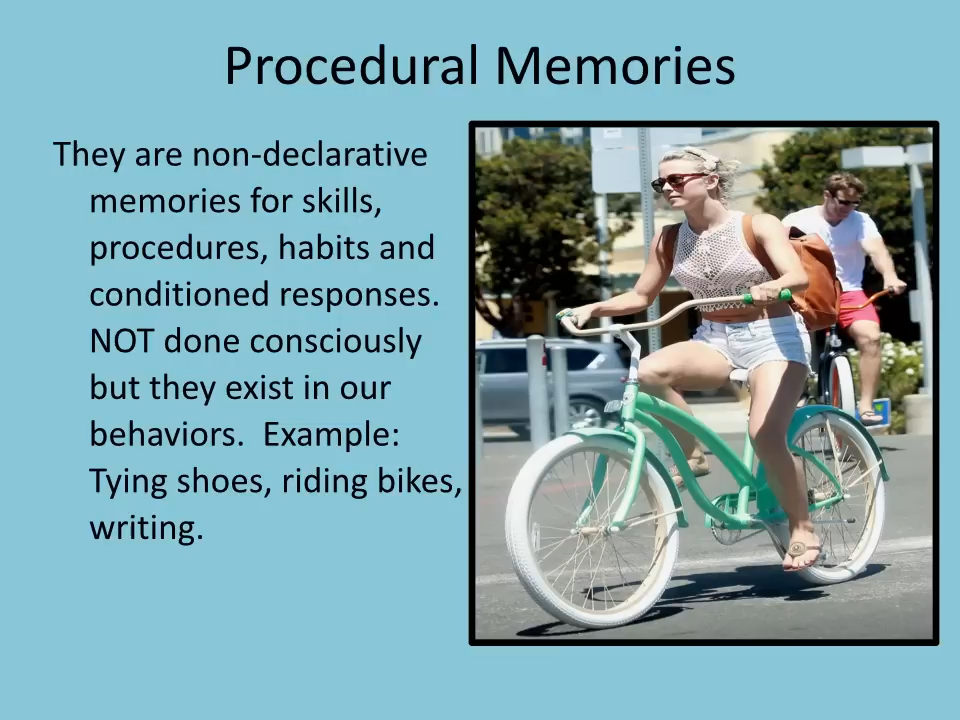 Procedural Memories
They are non-declarative
memories for skills,
procedures, habits and
conditioned responses.
NOT done consciously
but they exist in our
behaviors.  Example:
Tying shoes, riding bikes,
writing.